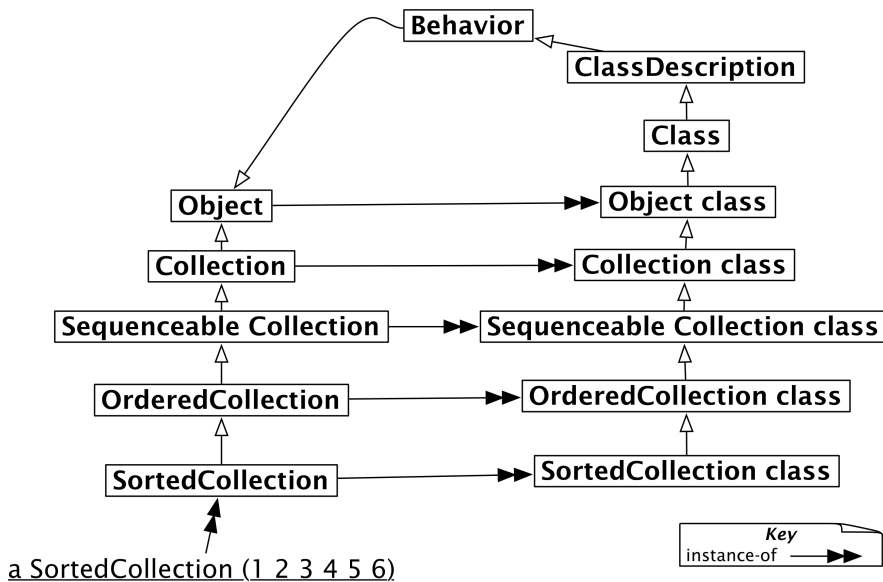 Behavior
ClassDescription
Class
Object
Object class
Collection
Collection class
Sequenceable Collection
Sequenceable Collection class
OrderedCollection
OrderedCollection class
SortedCollection
SortedCollection class
a SortedCollection (1 2 3 4 5 6)
Key
instance-of